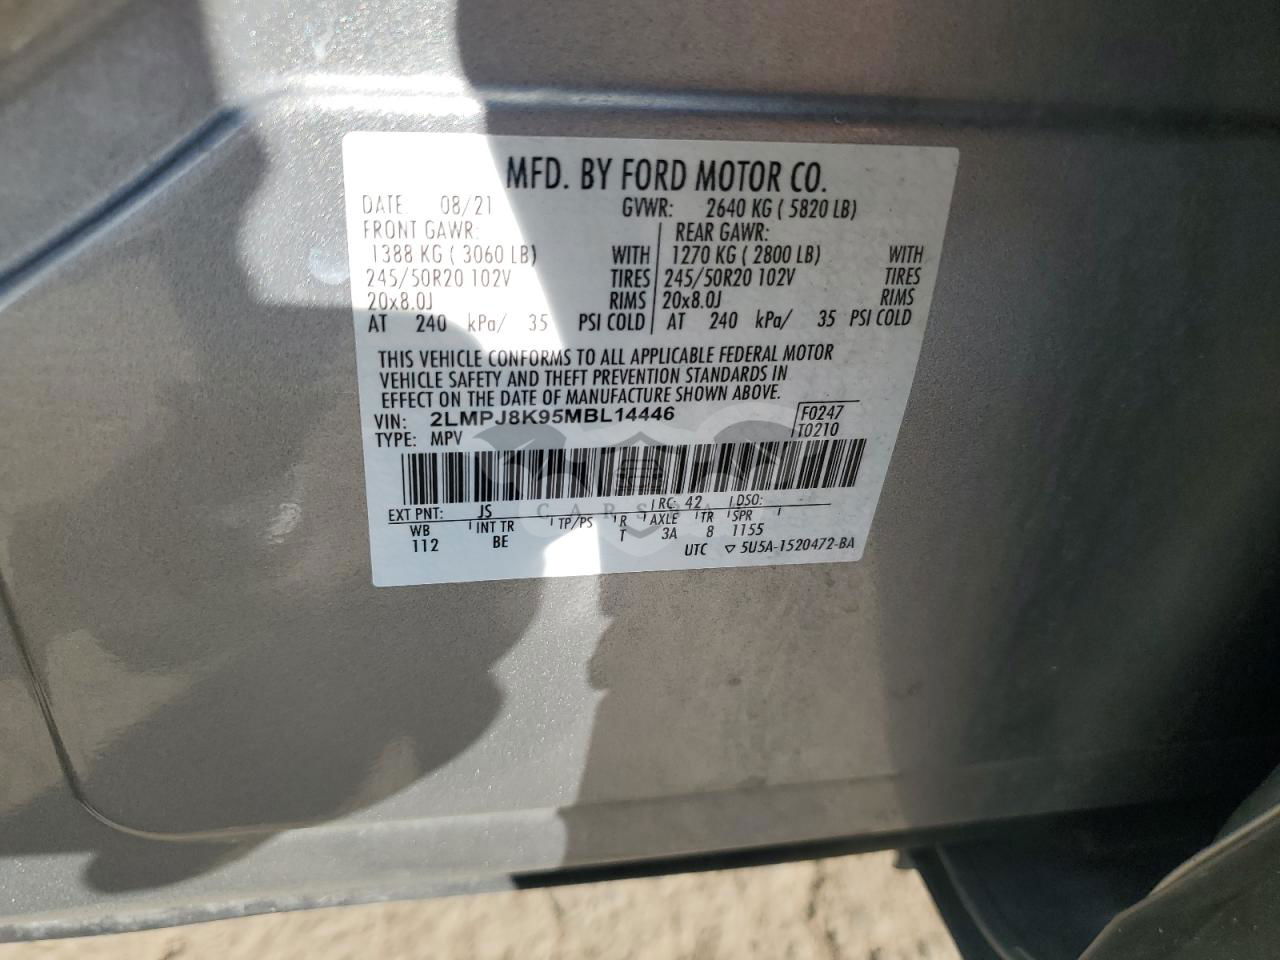 MFD. BY FORD MOTOR CO.
DATE 08/21 GVWR: 2640 KG ( 5820 LB)
FRONT GAWR: REAR GAWR:
1388 KG ( 3060 LB) WITH 1270 KG ( 2800 LB) WITH
245/50R20 102V TIRES 245/50R20 102V TIRES
20x8.0J RIMS 20x8.0J RIMS
AT 240 kPa/ 35 PSI COLD AT 240 kPa/ 35 PSI COLD
THIS VEHICLE CONFORMS TO ALL APPLICABLE FEDERAL MOTOR
VEHICLE SAFETY AND THEFT PREVENTION STANDARDS IN
EFFECT ON THE DATE OF MANUFACTURE SHOWN ABOVE.
VIN: 2LMPJ8K95MBL14446 F0247
TYPE: MPV T0210
EXT PNT: JS RC: 42 DSO:
WB INT TR TP/PS R AXLE TR SPR
112 BE T 3A 8 1155
UTC ▽ 5U5A-1520472-BA